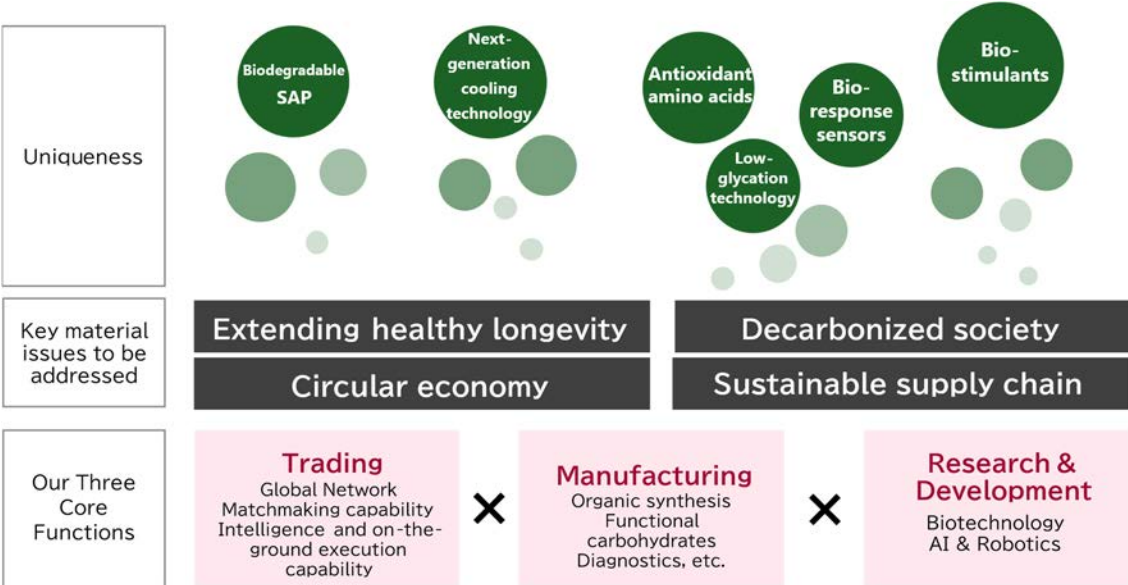 Uniqueness
Biodegradable
SAP
Next-
generation
cooling
technology
Antioxidant
amino acids
Low-
glycation
technology
Bio-
response
sensors
Bio-
stimulants
Key material
issues to be
addressed
Extending healthy longevity
Decarbonized society
Circular economy
Sustainable supply chain
Our Three
Core
Functions
Trading
Global Network
Matchmaking capability
Intelligence and on-the-
ground execution
capability
×
Manufacturing
Organic synthesis
Functional
carbohydrates
Diagnostics, etc.
×
Research &
Development
Biotechnology
AI & Robotics